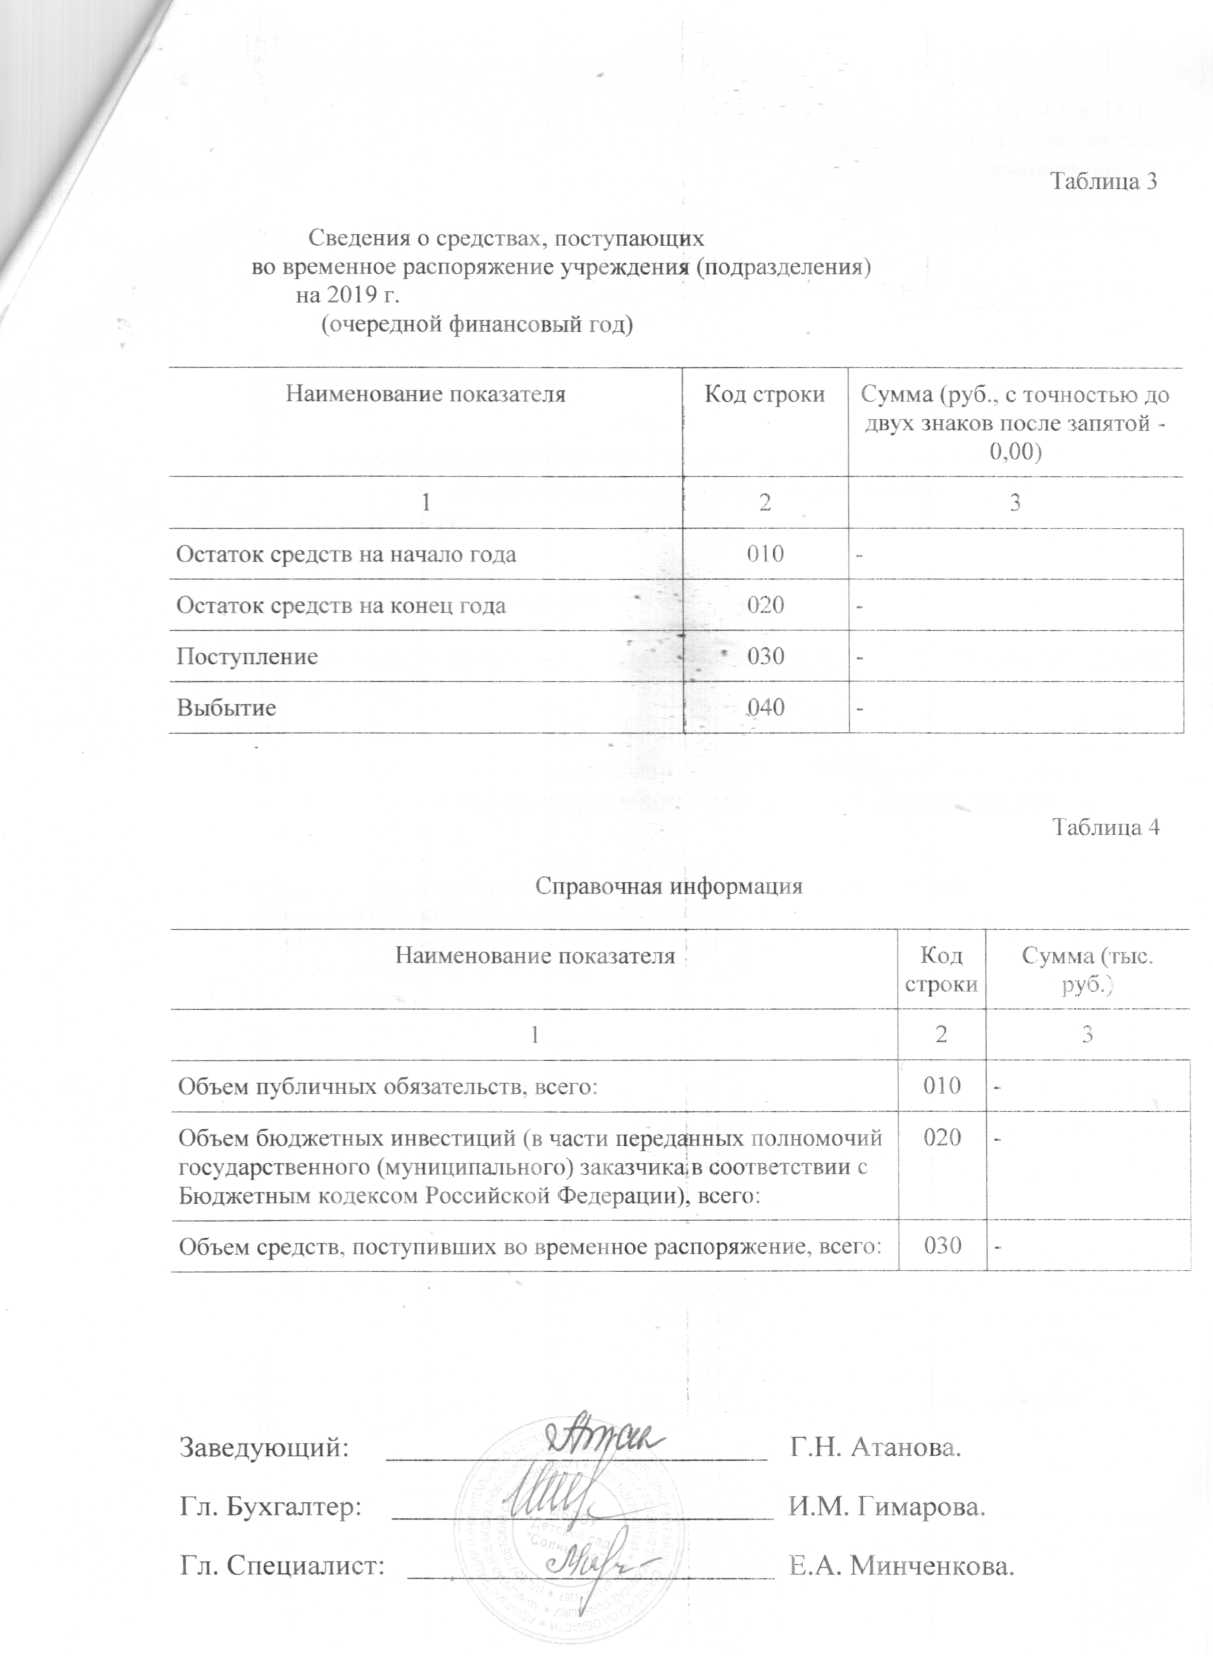 Таблица 3
Сведения о средствах, поступающих
во временное распоряжение учреждения (подразделения)
на 2019 г.
(очередной финансовый год)
Наименование показателя Код строки Сумма (руб., с точностью до
двух знаков после запятой -
0,00)
1 2 3
Остаток средств на начало года 010 -
Остаток средств на конец года 020 -
Поступление 030 -
Выбытие 040 -
Таблица 4
Справочная информация
Наименование показателя Код Сумма (тыс.
строки руб.)
1 2 3
Объем публичных обязательств, всего: 010 -
Объем бюджетных инвестиций (в части переданных полномочий 020 -
государственного (муниципального) заказчика в соответствии с
Бюджетным кодексом Российской Федерации), всего:
Объем средств, поступивших во временное распоряжение, всего: 030 -
Заведующий: Г.Н. Атанова.
Гл. Бухгалтер: И.М. Гимарова.
Гл. Специалист: Е.А. Минченкова.